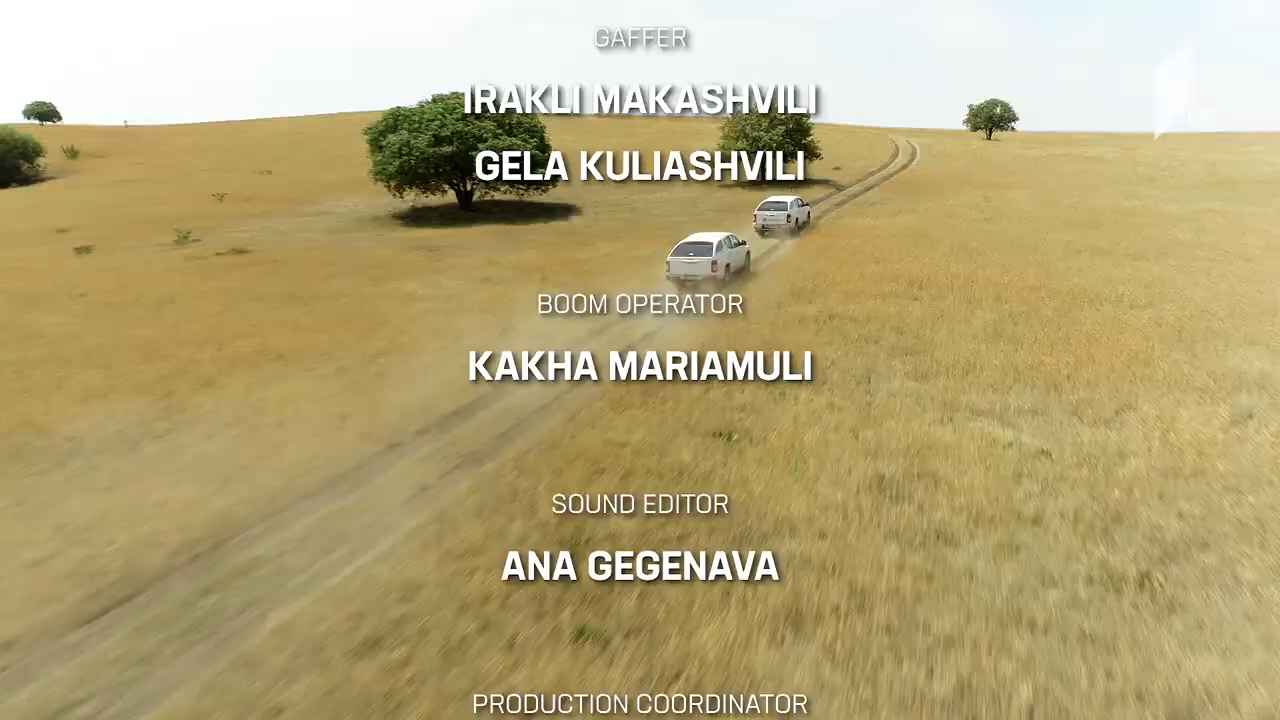 GAFFER
IRAKLI MAKASHVILI
GELA KULIASHVILI
BOOM OPERATOR
KAKHA MARIAMULI
SOUND EDITOR
ANA GEGENAVA
PRODUCTION COORDINATOR